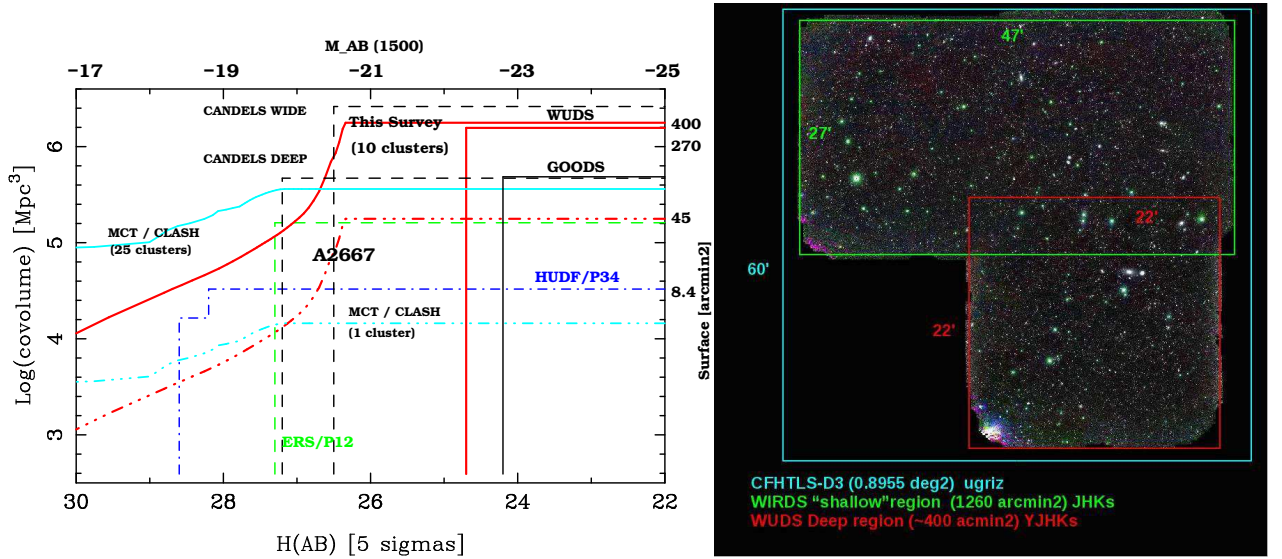 M_AB (1500)
−17 −19 −21 −23 −25
CANDELS WIDE
This Survey
(10 clusters)
WUDS
400
270
CANDELS DEEP
GOODS
MCT / CLASH
(25 clusters)
45
A2667
HUDF/P34
8.4
MCT / CLASH
(1 cluster)
ERS/P12
6
5
4
3
Log(covolume) [Mpc3]
Surface [arcmin2]
30 28 26 24 22
H(AB) [5 sigmas]
47'
27'
22'
60'
22'
CFHTLS-D3 (0.8955 deg2) ugriz
WIRDS “shallow”region (1260 arcmin2) JHKs
WUDS Deep region (~400 acmin2) YJHKs